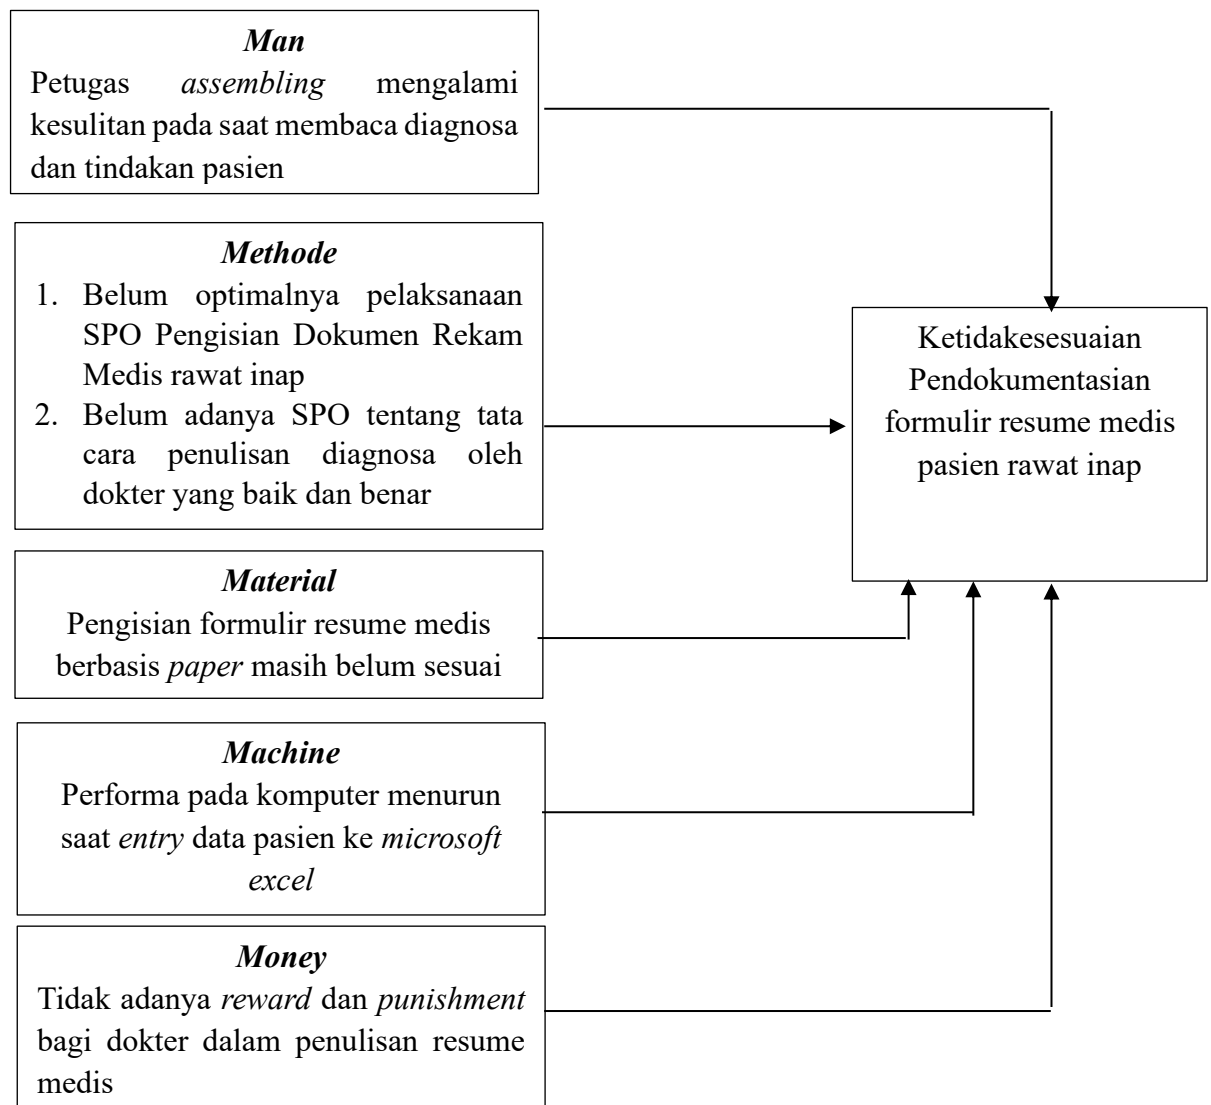 Man
Petugas assembling mengalami
kesulitan pada saat membaca diagnosa
dan tindakan pasien
Methode
1. Belum optimalnya pelaksanaan
SPO Pengisian Dokumen Rekam
Medis rawat inap
2. Belum adanya SPO tentang tata
cara penulisan diagnosa oleh
dokter yang baik dan benar
Material
Pengisian formulir resume medis
berbasis paper masih belum sesuai
Machine
Performa pada komputer menurun
saat entry data pasien ke microsoft
excel
Money
Tidak adanya reward dan punishment
bagi dokter dalam penulisan resume
medis
Ketidakesesuaian
Pendokumentasian
formulir resume medis
pasien rawat inap